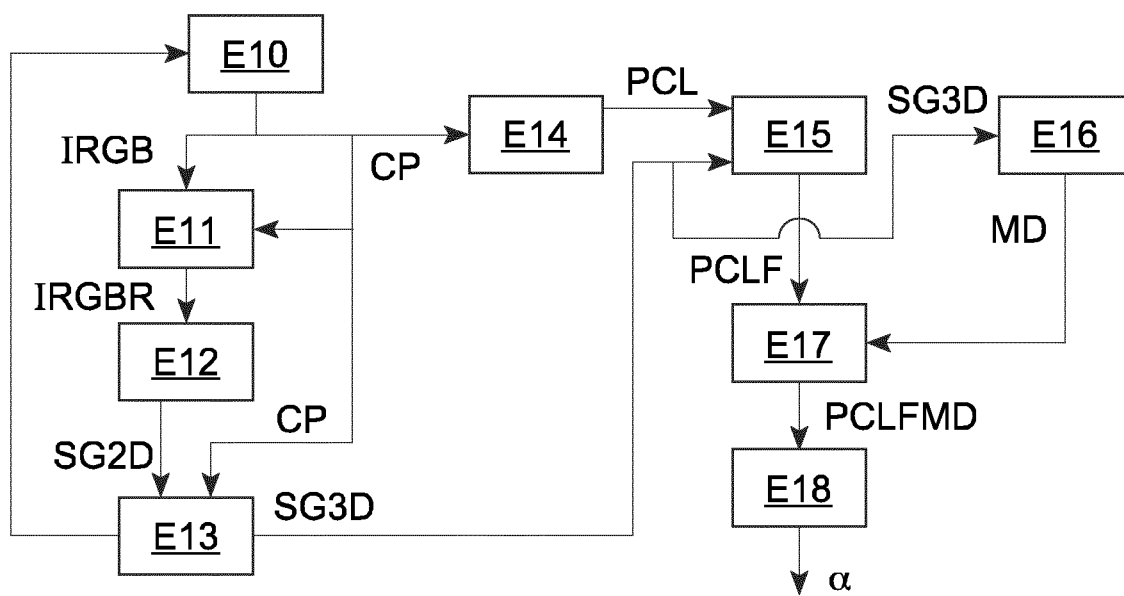 E10
PCL
SG3D
E14
E15
E16
IRGB
CP
E11
MD
PCLF
IRGBR
E12
E17
CP
PCLFMD
SG2D
E18
SG3D
E13
α